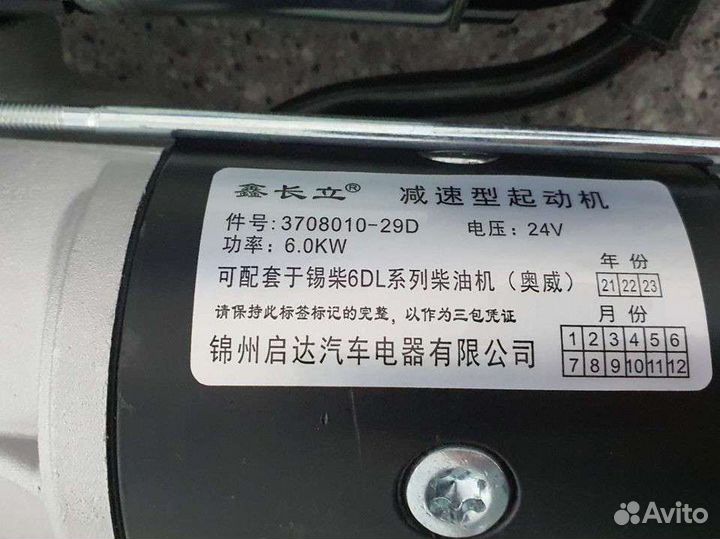 鑫长立® 减速型起动机
件号：3708010-29D 电压：24V
功率：6.0KW
可配套于锡柴6DL系列柴油机（奥威）
请保持此标签标记的完整，以作为三包凭证
锦州启达汽车电器有限公司
年 份
21 22 23
月 份
1 2 3 4 5 6
7 8 9 10 11 12
Avito